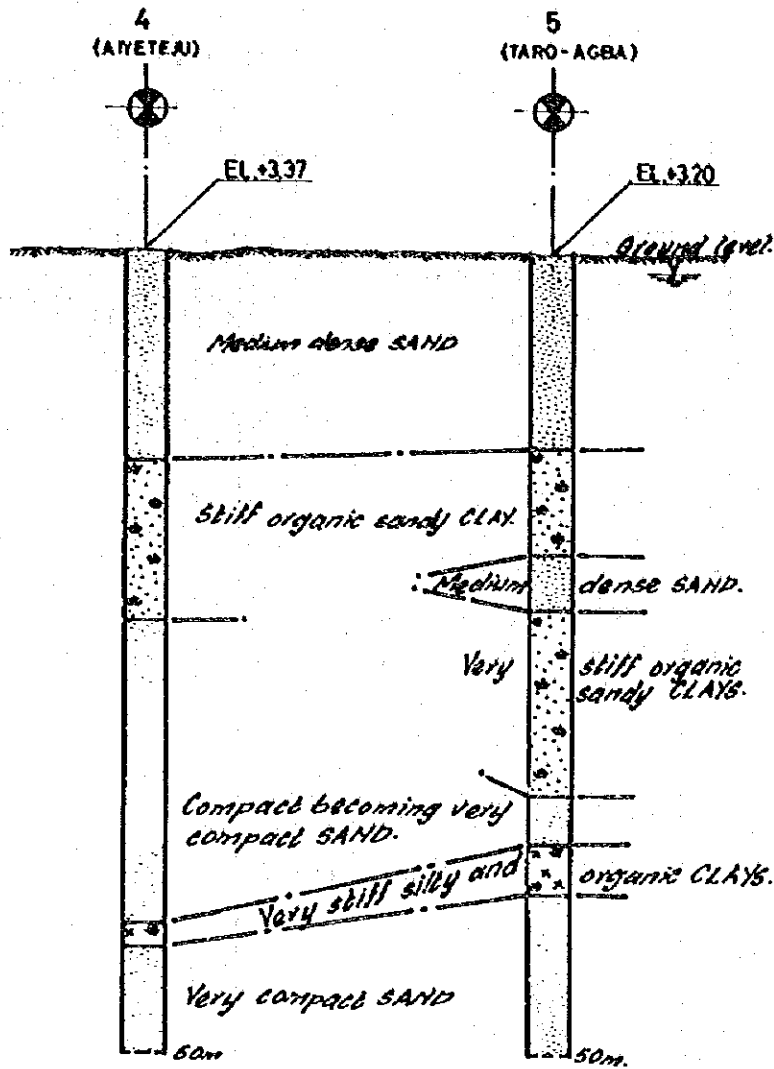 4
(AIYETEJU)
5
(TARO-AGBA)
EL.+3.37
EL.+3.20
Ground level.
Medium dense SAND
Stiff organic sandy CLAY.
Medium dense SAND.
Very stiff organic
sandy CLAYS.
Compact becoming very
compact SAND.
Very stiff silty and organic CLAYS.
Very compact SAND
50m
50m.